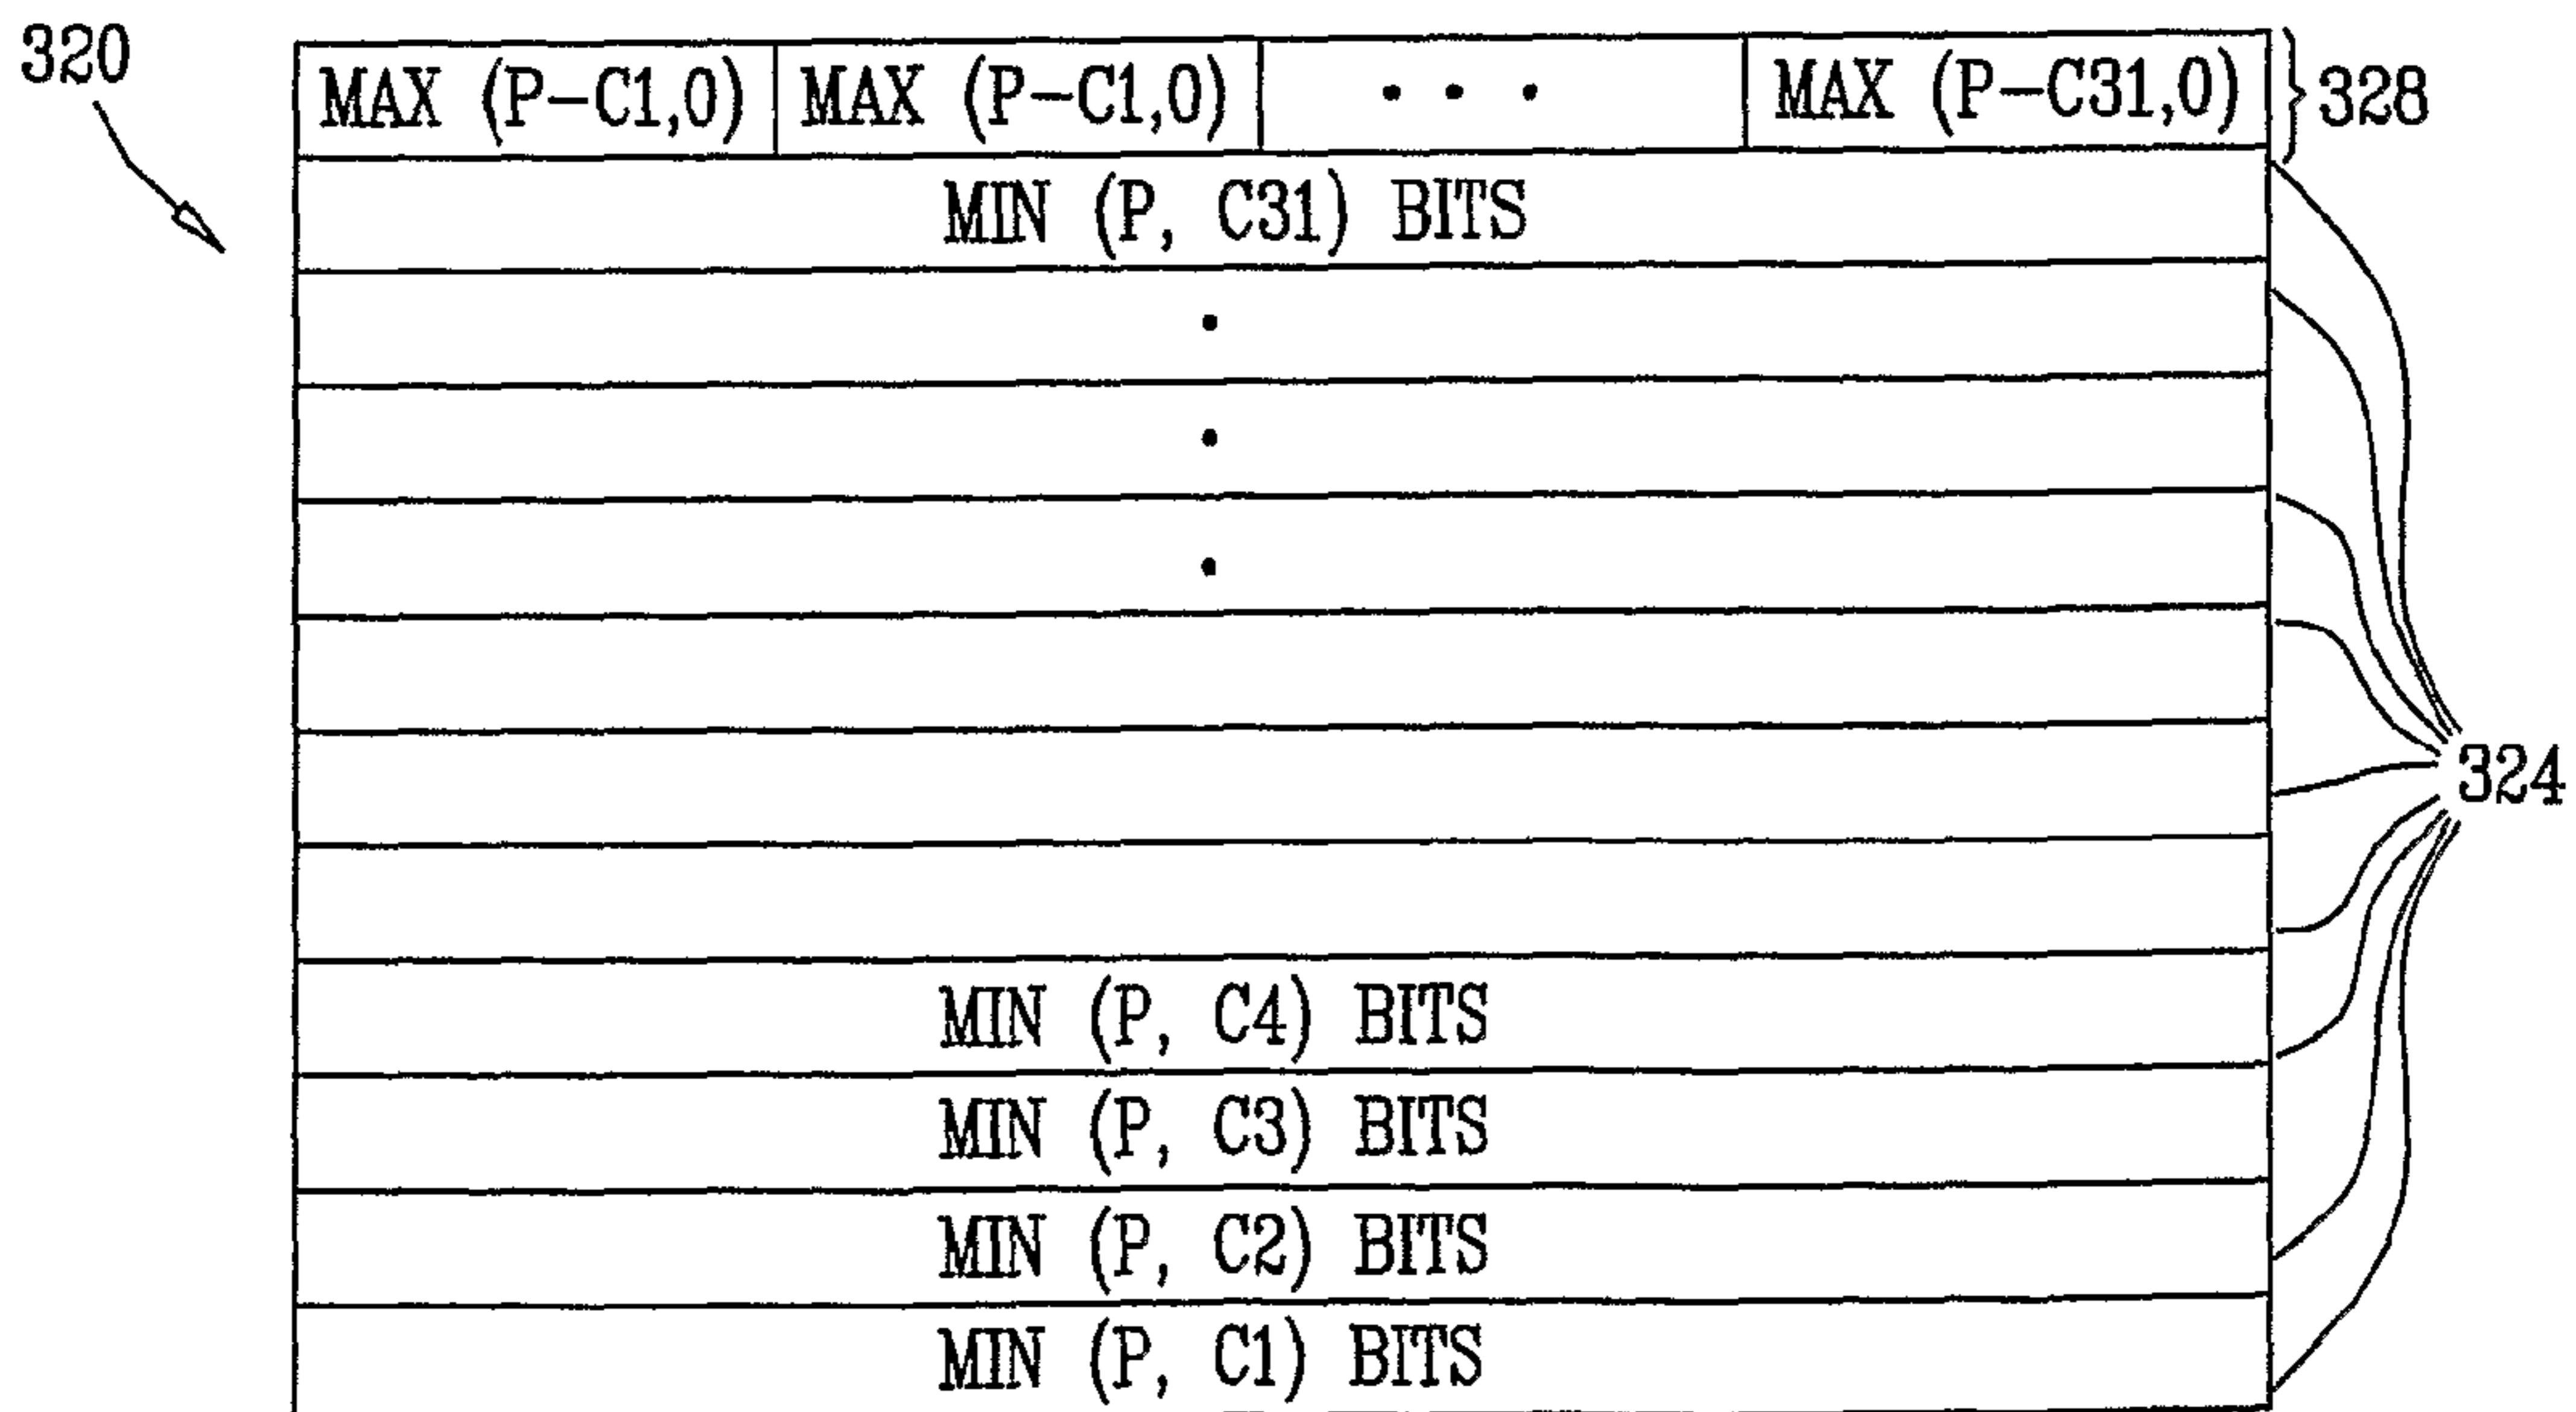 320
MAX (P-C1,0) MAX (P-C1,0) • • • MAX (P-C31,0) 328
MIN (P, C31) BITS
•
•
•
324
MIN (P, C4) BITS
MIN (P, C3) BITS
MIN (P, C2) BITS
MIN (P, C1) BITS